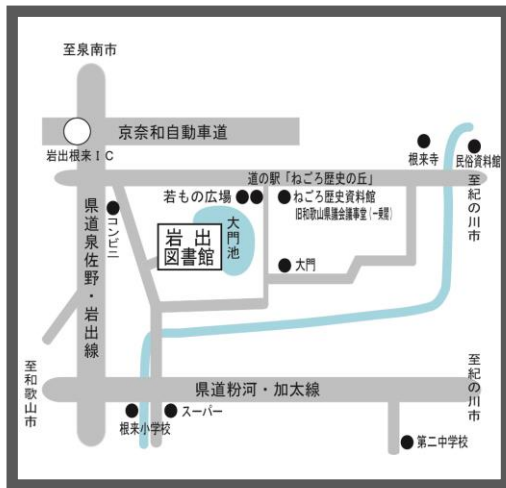 至泉南市
京奈和自動車道
岩出根来ＩＣ
根来寺
民俗資料館
道の駅「ねごろ歴史の丘」
至紀の川市
若もの広場
ねごろ歴史資料館
旧和歌山県議会議事堂（一乗閣）
コンビニ
県道泉佐野・岩出線
岩出
図書館
大門池
大門
至和歌山市
県道粉河・加太線
至紀の川市
スーパー
根来小学校
第二中学校